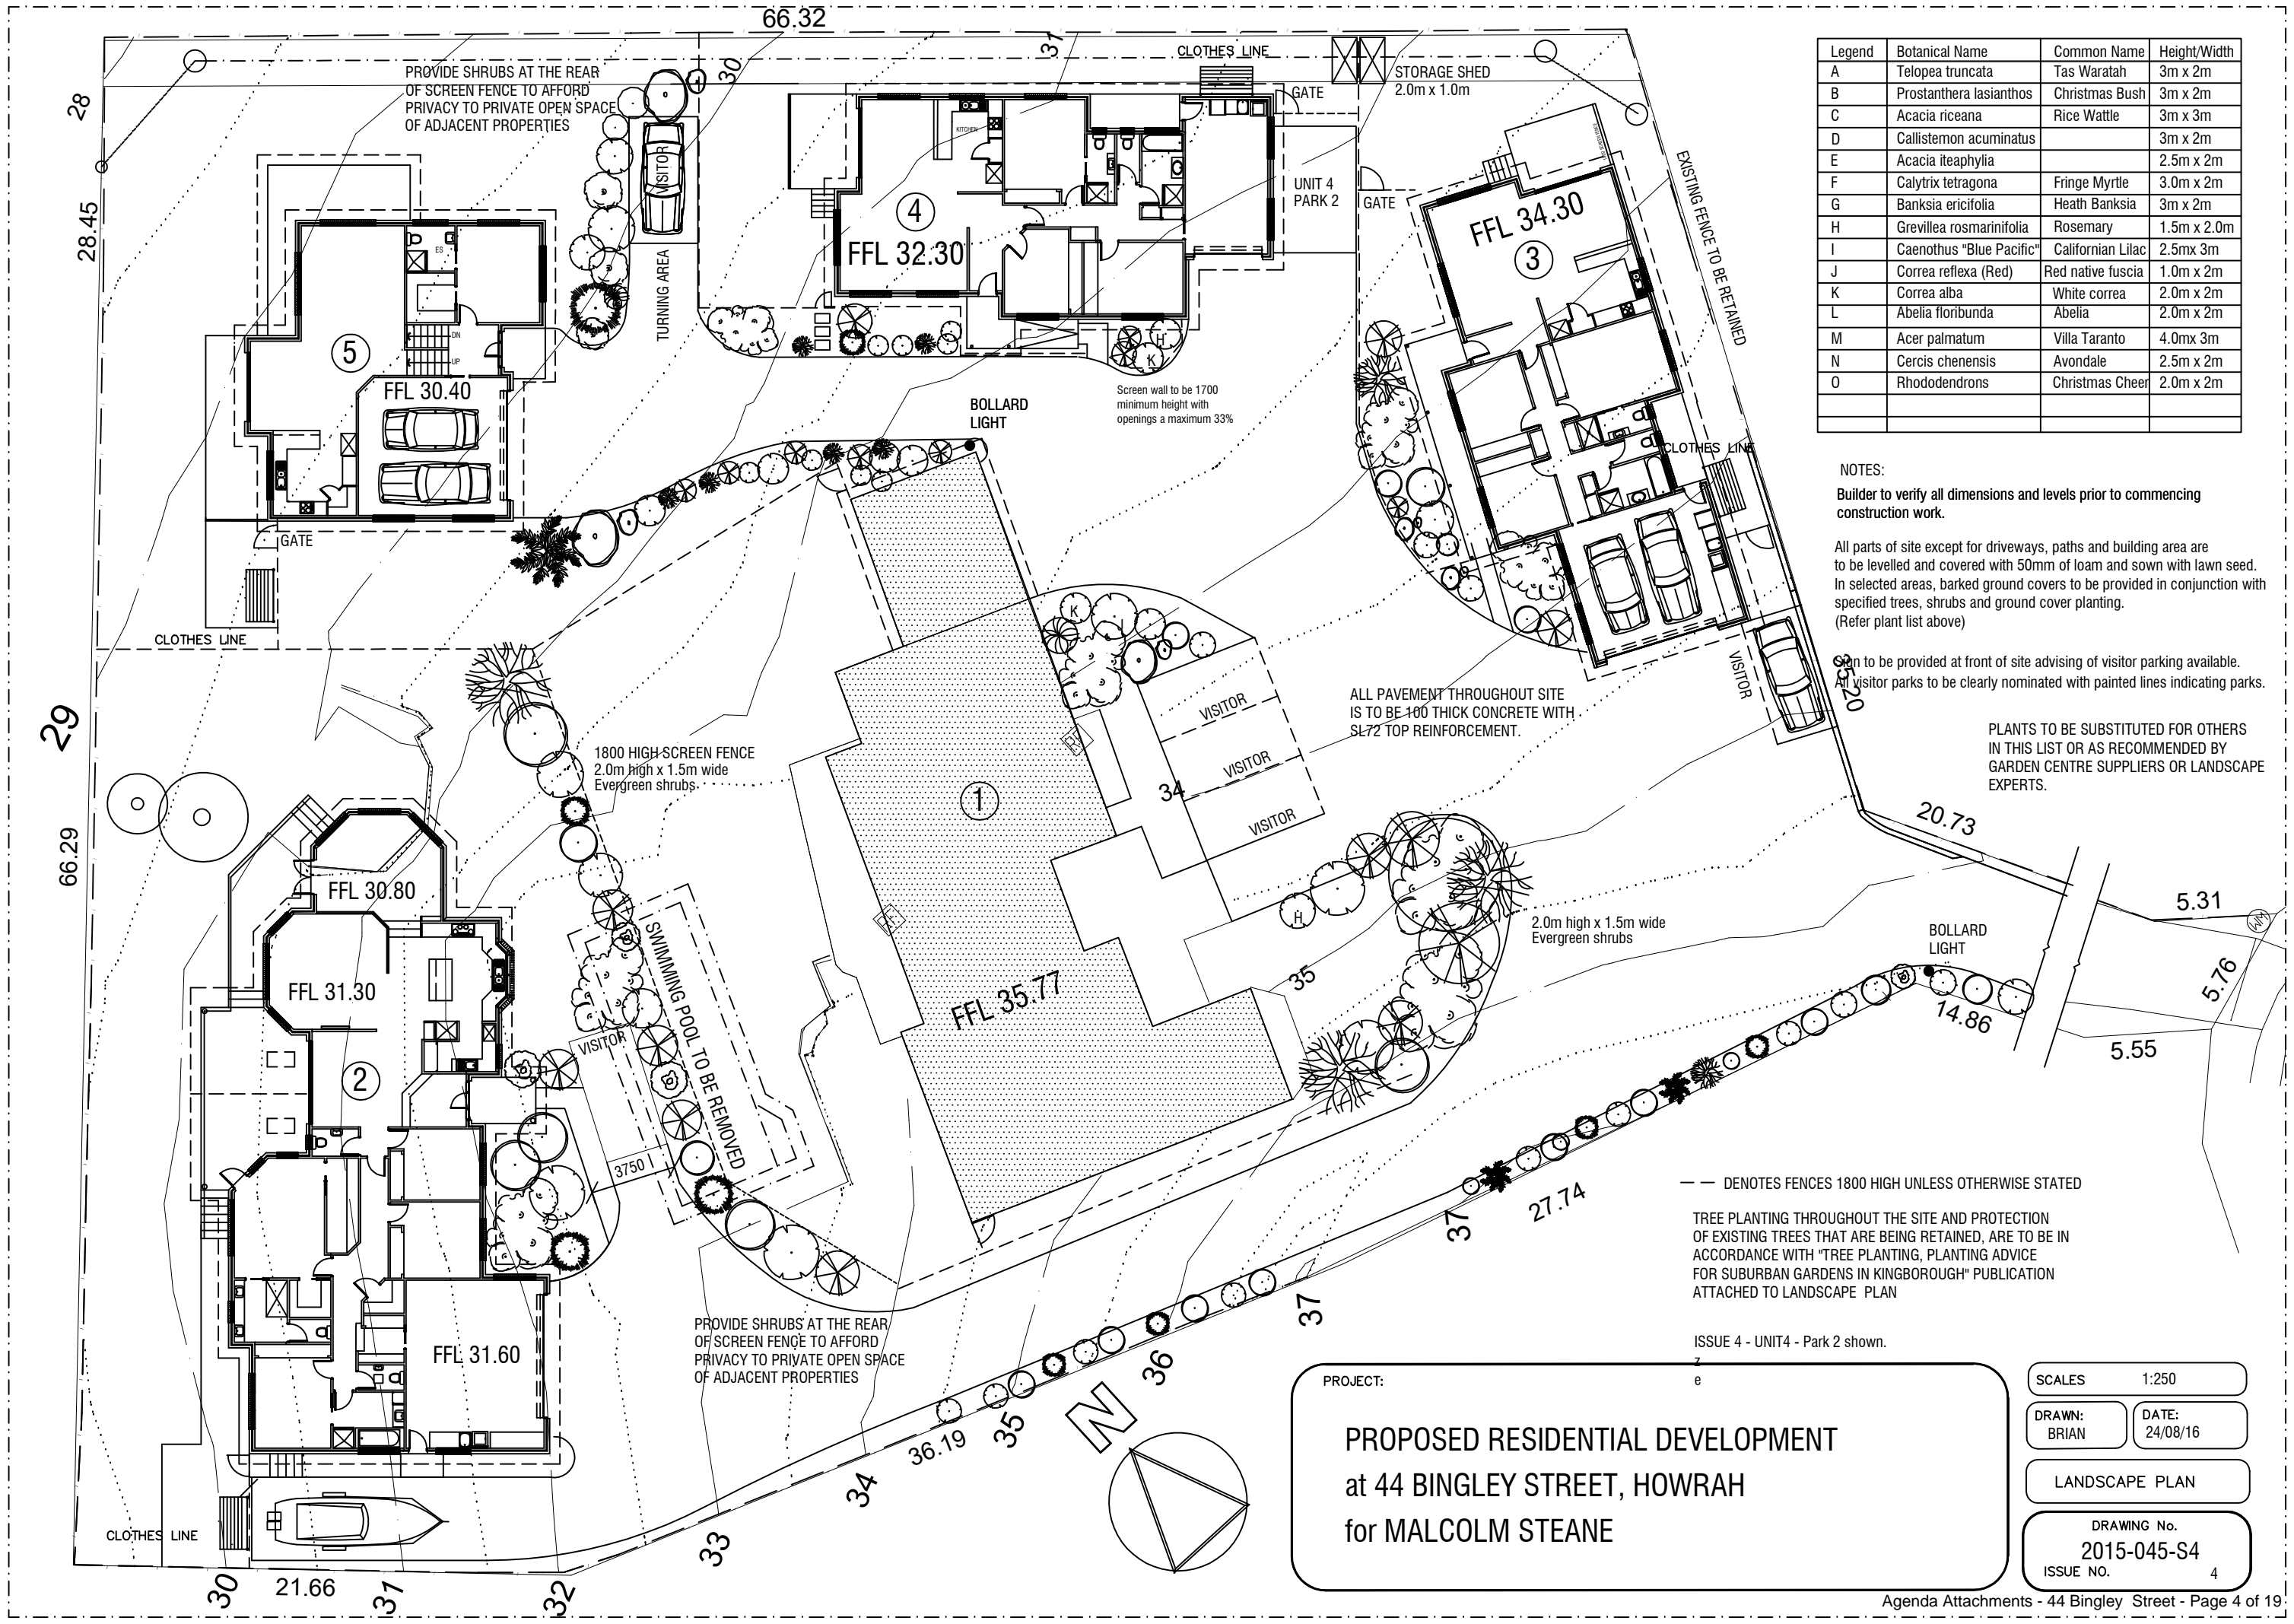 66.32
28
28.45
29
66.29
PROVIDE SHRUBS AT THE REAR
OF SCREEN FENCE TO AFFORD
PRIVACY TO PRIVATE OPEN SPACE
OF ADJACENT PROPERTIES
30
31
VISITOR
TURNING AREA
CLOTHES LINE
STORAGE SHED
2.0m x 1.0m
GATE
UNIT 4
PARK 2
GATE
KITCHEN
4
FFL 32.30
FFL 34.30
3
EXISTING FENCE TO BE RETAINED
CLOTHES LINE
VISITOR
35.20
ES
DN
UP
5
FFL 30.40
GATE
CLOTHES LINE
H
K
Screen wall to be 1700
minimum height with
openings a maximum 33%
BOLLARD
LIGHT
K
VISITOR
VISITOR
VISITOR
34
ALL PAVEMENT THROUGHOUT SITE
IS TO BE 100 THICK CONCRETE WITH
SL72 TOP REINFORCEMENT.
1800 HIGH SCREEN FENCE
2.0m high x 1.5m wide
Evergreen shrubs
1
FFL 35.77
35
H
2.0m high x 1.5m wide
Evergreen shrubs
FFL 30.80
FFL 31.30
2
FFL 31.60
SWIMMING POOL TO BE REMOVED
VISITOR
3750
PROVIDE SHRUBS AT THE REAR
OF SCREEN FENCE TO AFFORD
PRIVACY TO PRIVATE OPEN SPACE
OF ADJACENT PROPERTIES
CLOTHES LINE
30
21.66
31
32
33
34
36.19
35
36
37
37
27.74
14.86
BOLLARD
LIGHT
20.73
5.31
5.76
5.55
WM
N
Legend Botanical Name Common Name Height/Width
A Telopea truncata Tas Waratah 3m x 2m
B Prostanthera lasianthos Christmas Bush 3m x 2m
C Acacia riceana Rice Wattle 3m x 3m
D Callistemon acuminatus 3m x 2m
E Acacia iteaphylia 2.5m x 2m
F Calytrix tetragona Fringe Myrtle 3.0m x 2m
G Banksia ericifolia Heath Banksia 3m x 2m
H Grevillea rosmarinifolia Rosemary 1.5m x 2.0m
I Caenothus "Blue Pacific" Californian Lilac 2.5mx 3m
J Correa reflexa (Red) Red native fuscia 1.0m x 2m
K Correa alba White correa 2.0m x 2m
L Abelia floribunda Abelia 2.0m x 2m
M Acer palmatum Villa Taranto 4.0mx 3m
N Cercis chenensis Avondale 2.5m x 2m
O Rhododendrons Christmas Cheer 2.0m x 2m
NOTES:
Builder to verify all dimensions and levels prior to commencing
construction work.
All parts of site except for driveways, paths and building area are
to be levelled and covered with 50mm of loam and sown with lawn seed.
In selected areas, barked ground covers to be provided in conjunction with
specified trees, shrubs and ground cover planting.
(Refer plant list above)
Sign to be provided at front of site advising of visitor parking available.
All visitor parks to be clearly nominated with painted lines indicating parks.
PLANTS TO BE SUBSTITUTED FOR OTHERS
IN THIS LIST OR AS RECOMMENDED BY
GARDEN CENTRE SUPPLIERS OR LANDSCAPE
EXPERTS.
DENOTES FENCES 1800 HIGH UNLESS OTHERWISE STATED
TREE PLANTING THROUGHOUT THE SITE AND PROTECTION
OF EXISTING TREES THAT ARE BEING RETAINED, ARE TO BE IN
ACCORDANCE WITH "TREE PLANTING, PLANTING ADVICE
FOR SUBURBAN GARDENS IN KINGBOROUGH" PUBLICATION
ATTACHED TO LANDSCAPE PLAN
ISSUE 4 - UNIT4 - Park 2 shown.
z
e
PROJECT:
PROPOSED RESIDENTIAL DEVELOPMENT
at 44 BINGLEY STREET, HOWRAH
for MALCOLM STEANE
SCALES 1:250
DRAWN:
BRIAN
DATE:
24/08/16
LANDSCAPE PLAN
DRAWING No.
2015-045-S4
ISSUE NO. 4
Agenda Attachments - 44 Bingley Street - Page 4 of 19